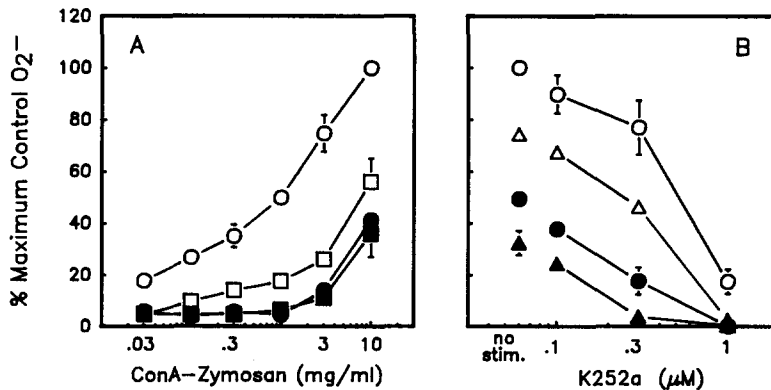 % Maximum Control O2−
100
80
60
40
20
0
A
.03
.3
3
10
ConA−Zymosan (mg/ml)
B
no
stim.
.1
.3
1
K252a (μM)